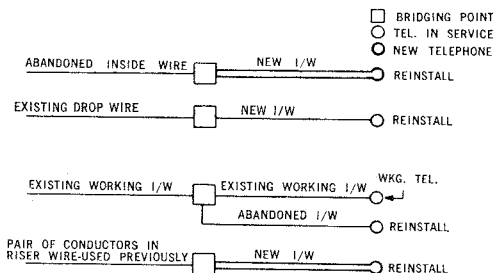 BRIDGING POINT
TEL. IN SERVICE
NEW TELEPHONE
ABANDONED INSIDE WIRE NEW I/W REINSTALL
EXISTING DROP WIRE NEW I/W REINSTALL
WKG. TEL.
EXISTING WORKING I/W EXISTING WORKING I/W
ABANDONED I/W REINSTALL
PAIR OF CONDUCTORS IN
RISER WIRE-USED PREVIOUSLY NEW I/W REINSTALL